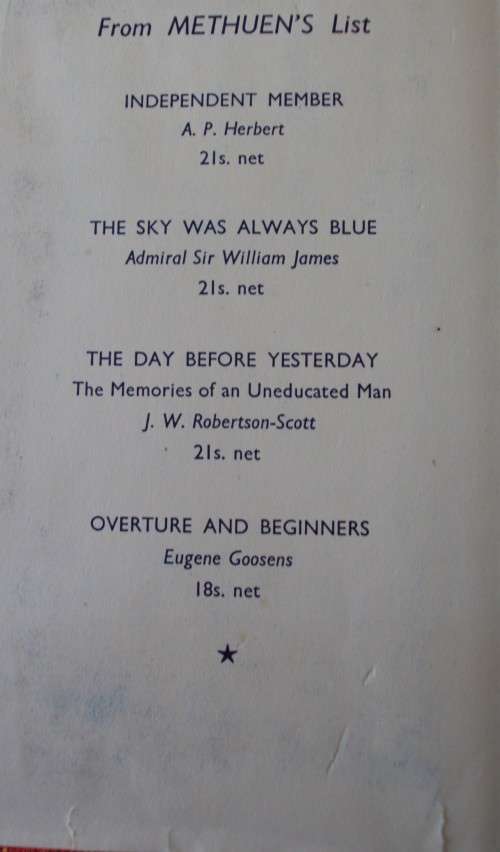 From METHUEN'S List
INDEPENDENT MEMBER
A. P. Herbert
21s. net
THE SKY WAS ALWAYS BLUE
Admiral Sir William James
21s. net
THE DAY BEFORE YESTERDAY
The Memories of an Uneducated Man
J. W. Robertson-Scott
21s. net
OVERTURE AND BEGINNERS
Eugene Goosens
18s. net